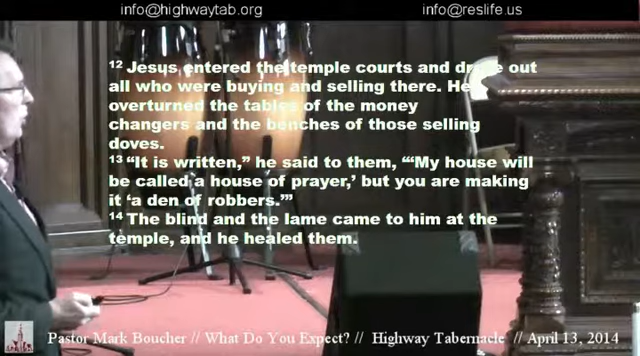 info@highwaytab.org info@reslife.us
¹² Jesus entered the temple courts and drove out
all who were buying and selling there. He
overturned the tables of the money
changers and the benches of those selling
doves.
¹³ “It is written,” he said to them, “‘My house will
be called a house of prayer,’ but you are making
it ‘a den of robbers.’”
¹⁴ The blind and the lame came to him at the
temple, and he healed them.
Pastor Mark Boucher // What Do You Expect? // Highway Tabernacle // April 13, 2014